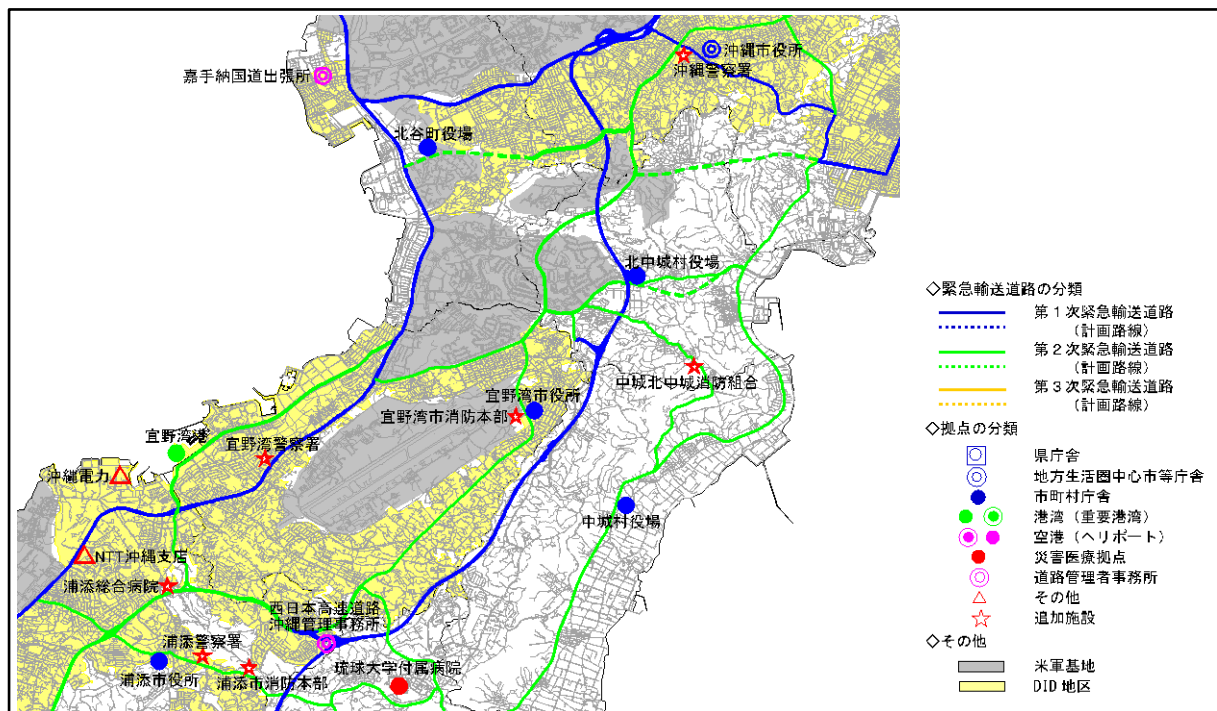 沖縄市役所
沖縄警察署
嘉手納国道出張所
北谷町役場
北中城村役場
中城北中城消防組合
宜野湾市役所
宜野湾市消防本部
宜野湾港
宜野湾警察署
沖縄電力
中城村役場
NTT沖縄支店
浦添総合病院
西日本高速道路
沖縄管理事務所
浦添警察署
浦添市役所
浦添市消防本部
琉球大学付属病院
◇緊急輸送道路の分類
第1次緊急輸送道路
(計画路線)
第2次緊急輸送道路
(計画路線)
第3次緊急輸送道路
(計画路線)
◇拠点の分類
県庁舎
地方生活圏中心市等庁舎
市町村庁舎
港湾(重要港湾)
空港(ヘリポート)
災害医療拠点
道路管理者事務所
その他
追加施設
◇その他
米軍基地
DID地区